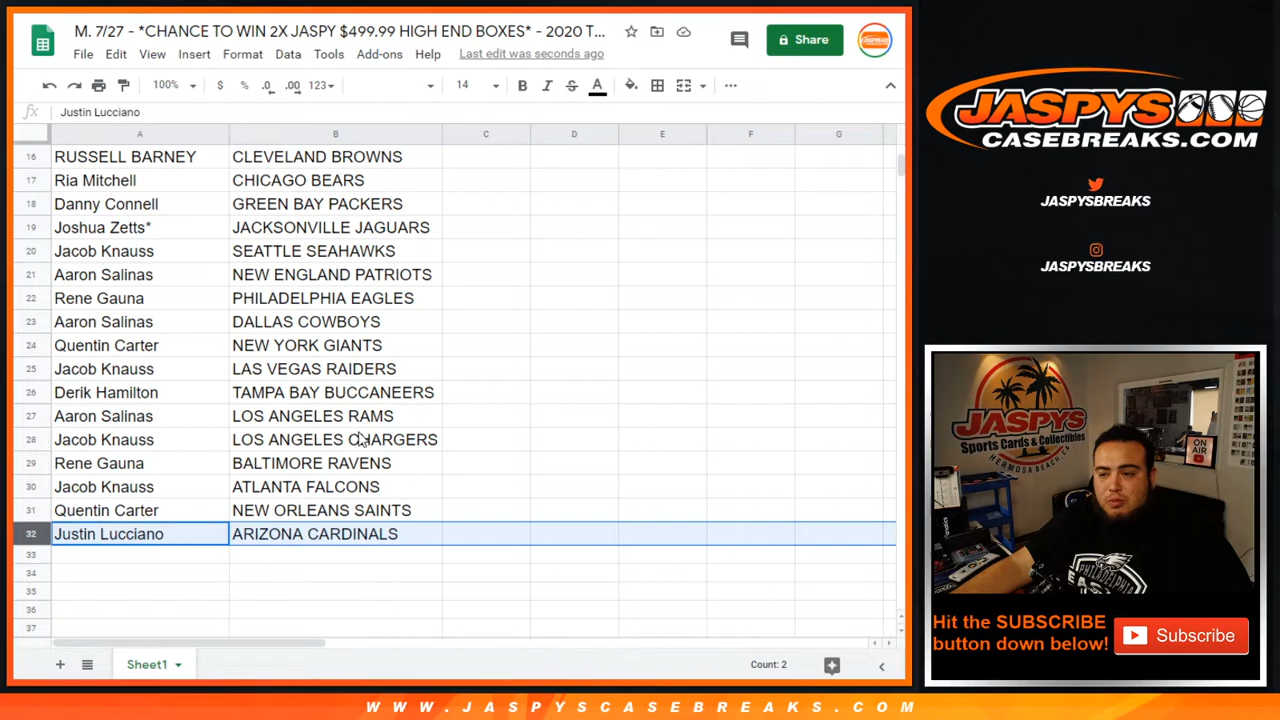 M. 7/27 - *CHANCE TO WIN 2X JASPY $499.99 HIGH END BOXES* - 2020 T...
File Edit View Insert Format Data Tools Add-ons Help Last edit was seconds ago
Share
100% $ % .0 .00 123 14 B I S A
fx Justin Lucciano
A B C D E F G
16 RUSSELL BARNEY CLEVELAND BROWNS
17 Ria Mitchell CHICAGO BEARS
18 Danny Connell GREEN BAY PACKERS
19 Joshua Zetts* JACKSONVILLE JAGUARS
20 Jacob Knauss SEATTLE SEAHAWKS
21 Aaron Salinas NEW ENGLAND PATRIOTS
22 Rene Gauna PHILADELPHIA EAGLES
23 Aaron Salinas DALLAS COWBOYS
24 Quentin Carter NEW YORK GIANTS
25 Jacob Knauss LAS VEGAS RAIDERS
26 Derik Hamilton TAMPA BAY BUCCANEERS
27 Aaron Salinas LOS ANGELES RAMS
28 Jacob Knauss LOS ANGELES CHARGERS
29 Rene Gauna BALTIMORE RAVENS
30 Jacob Knauss ATLANTA FALCONS
31 Quentin Carter NEW ORLEANS SAINTS
32 Justin Lucciano ARIZONA CARDINALS
33
34
35
36
37
Sheet1
Count: 2
JASPYS
CASEBREAKS.COM
JASPYSBREAKS
JASPYSBREAKS
JASPYS
Sports Cards & Collectibles
HERMOSA BEACH, CA
ON AIR
PHILADELPHIA
EAGLES
Hit the SUBSCRIBE
button down below!
Subscribe
WWW.JASPYSCASEBREAKS.COM